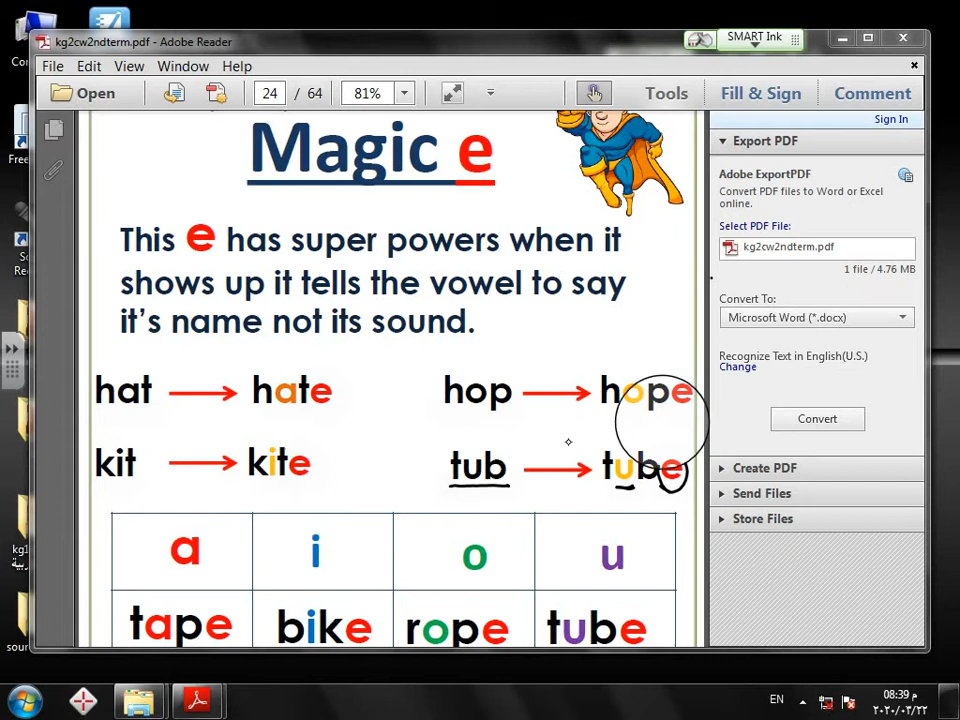 kg2cw2ndterm.pdf - Adobe Reader
SMART Ink
File Edit View Window Help
Open 24 / 64 81% Tools Fill & Sign Comment
Sign In
Magic e
This e has super powers when it
shows up it tells the vowel to say
it's name not its sound.
hat hate hop hope
kit kite tub tube
a i o u
tape bike rope tube
Export PDF
Adobe ExportPDF
Convert PDF files to Word or Excel
online.
Select PDF File:
kg2cw2ndterm.pdf
1 file / 4.76 MB
Convert To:
Microsoft Word (*.docx)
Recognize Text in English(U.S.)
Change
Convert
Create PDF
Send Files
Store Files
EN
08:39 م
٢٠٢٠/٠٣/٢٢